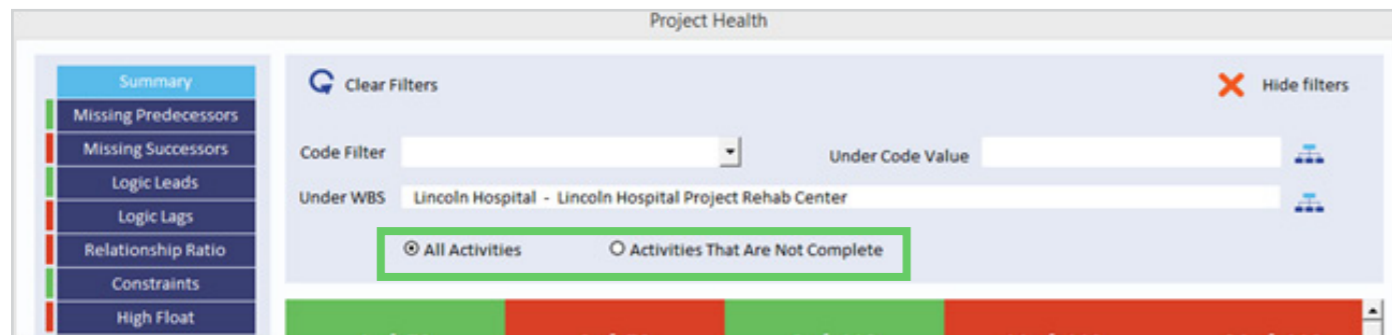 Project Health
Summary
Missing Predecessors
Missing Successors
Logic Leads
Logic Lags
Relationship Ratio
Constraints
High Float
Clear Filters
Hide filters
Code Filter
Under Code Value
Under WBS Lincoln Hospital - Lincoln Hospital Project Rehab Center
All Activities
Activities That Are Not Complete